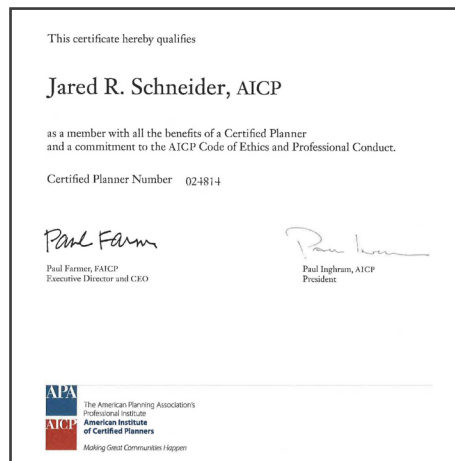 This certificate hereby qualifies
Jared R. Schneider, AICP
as a member with all the benefits of a Certified Planner
and a commitment to the AICP Code of Ethics and Professional Conduct.
Certified Planner Number 024814
Paul Farm
Paul Farmer, FAICP
Executive Director and CEO
Paul Inghram, AICP
President
APA
The American Planning Association's
Professional Institute
AICP
American Institute
of Certified Planners
Making Great Communities Happen